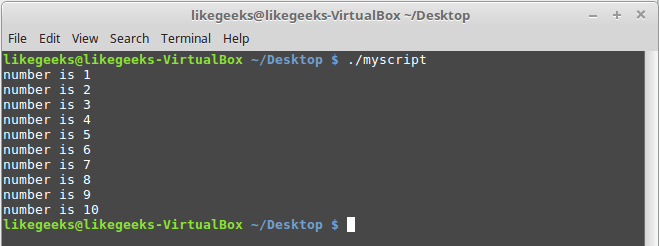 likegeeks@likegeeks-VirtualBox ~/Desktop
File Edit View Search Terminal Help
likegeeks@likegeeks-VirtualBox ~/Desktop $ ./myscript
number is 1
number is 2
number is 3
number is 4
number is 5
number is 6
number is 7
number is 8
number is 9
number is 10
likegeeks@likegeeks-VirtualBox ~/Desktop $